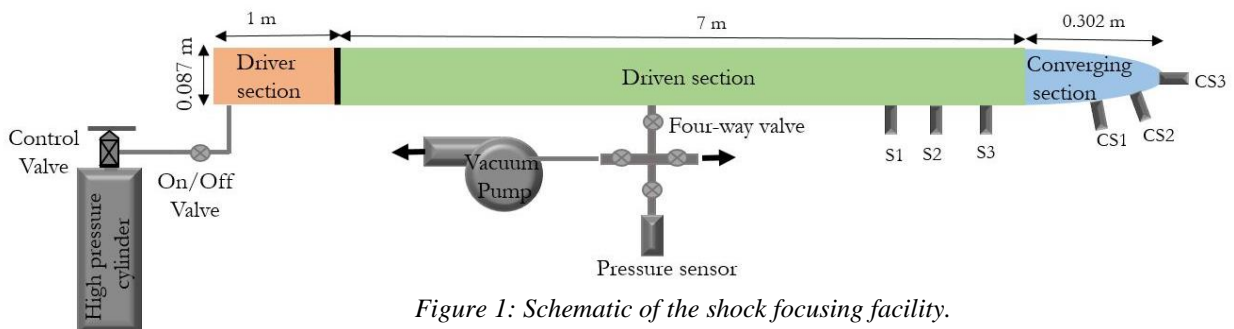 1 m
7 m
0.302 m
0.087 m
Driver
section
Driven section
Converging
section
CS3
Control
Valve
On/Off
Valve
Four-way valve
Vacuum
Pump
S1
S2
S3
CS1
CS2
High pressure
cylinder
Pressure sensor
Figure 1: Schematic of the shock focusing facility.